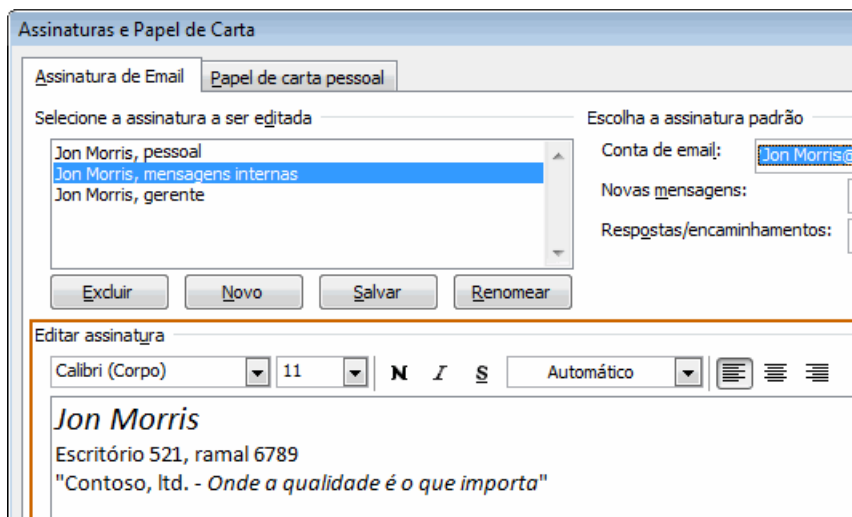 Assinaturas e Papel de Carta
Assinatura de Email Papel de carta pessoal
Selecione a assinatura a ser editada
Jon Morris, pessoal
Jon Morris, mensagens internas
Jon Morris, gerente
Excluir Novo Salvar Renomear
Escolha a assinatura padrão
Conta de email: Jon Morris@
Novas mensagens:
Respostas/encaminhamentos:
Editar assinatura
Calibri (Corpo) 11 N I S Automático
Jon Morris
Escritório 521, ramal 6789
"Contoso, ltd. - Onde a qualidade é o que importa"